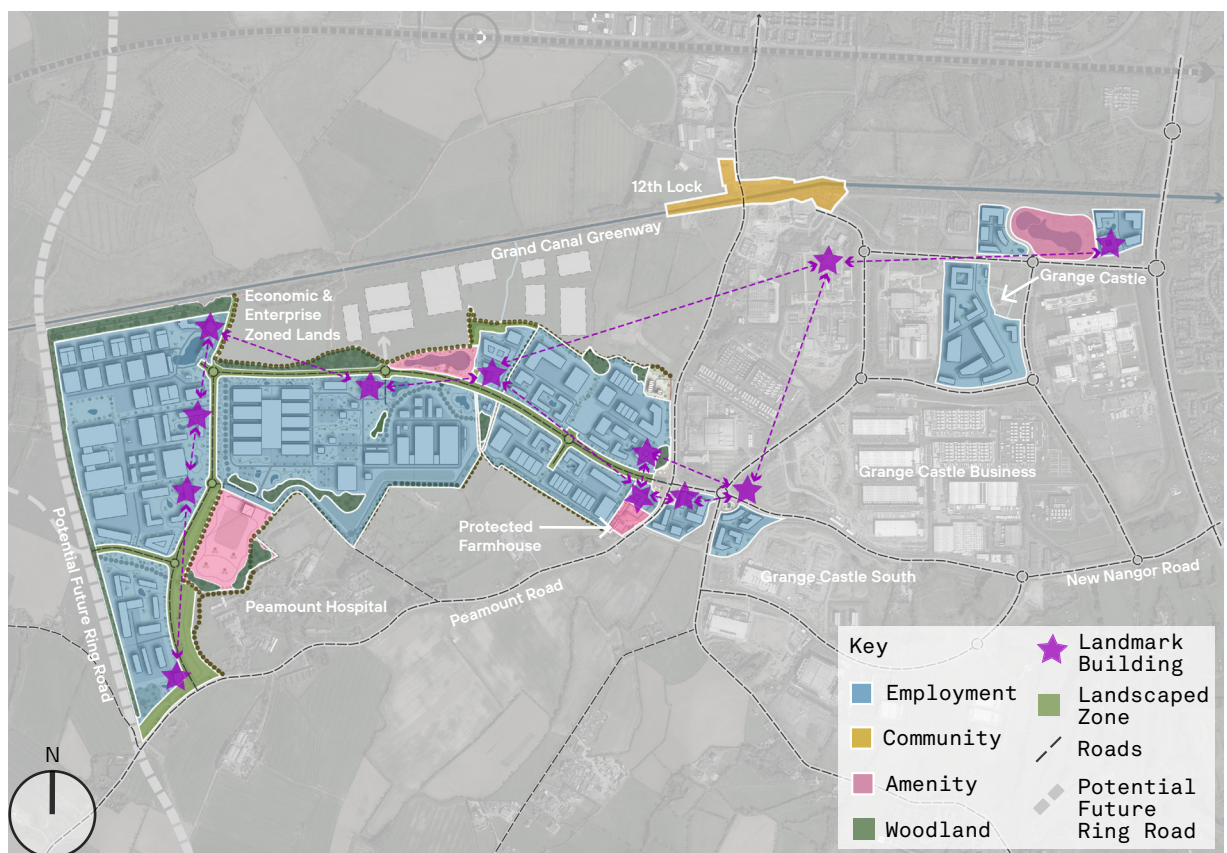 12th Lock
Grand Canal Greenway
Economic &
Enterprise
Zoned Lands
Grange Castle
Grange Castle Business
Protected
Farmhouse
Grange Castle South
New Nangor Road
Peamount Hospital
Peamount Road
Potential Future Ring Road
N
Key
Employment
Community
Amenity
Woodland
Landmark
Building
Landscaped
Zone
Roads
Potential
Future
Ring Road